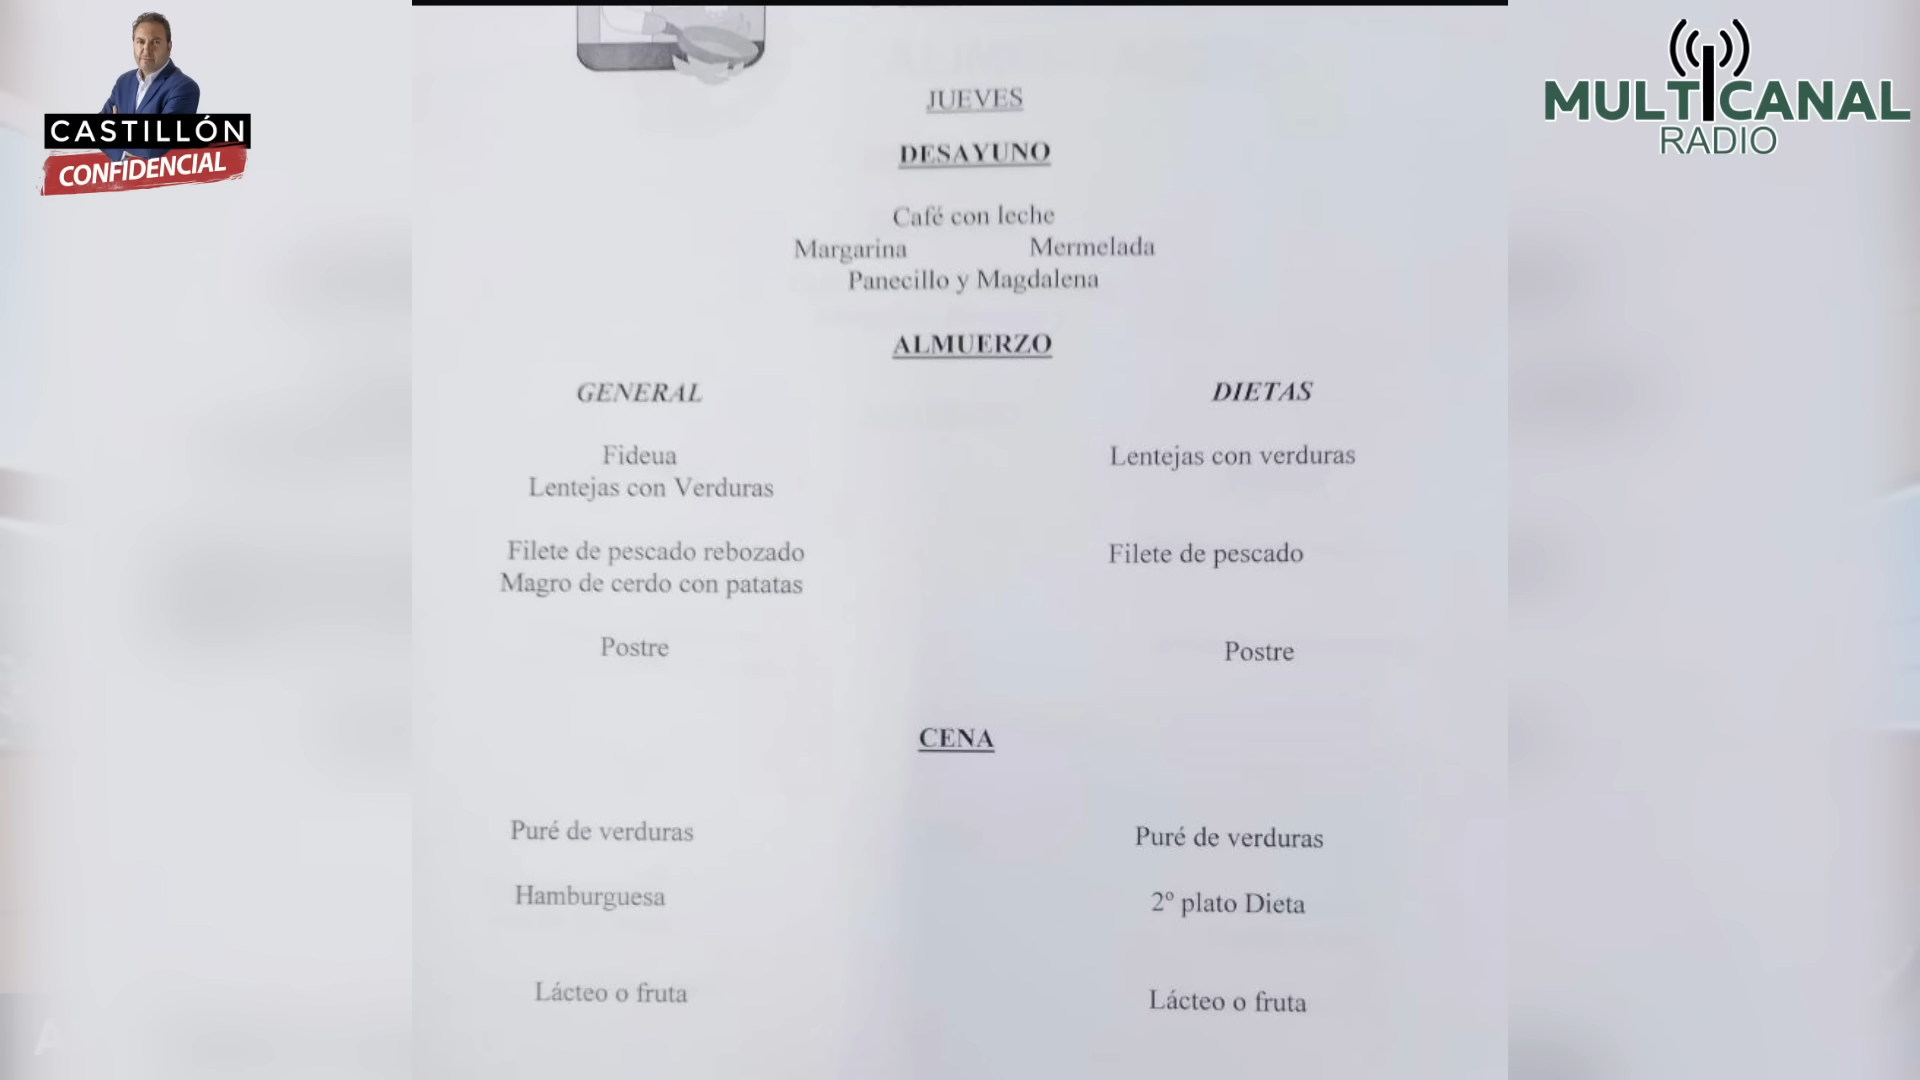 CASTILLÓN
CONFIDENCIAL
MULTICANAL
RADIO
JUEVES
DESAYUNO
Café con leche
Margarina Mermelada
Panecillo y Magdalena
ALMUERZO
GENERAL DIETAS
Fideua Lentejas con verduras
Lentejas con Verduras
Filete de pescado rebozado Filete de pescado
Magro de cerdo con patatas
Postre Postre
CENA
Puré de verduras Puré de verduras
Hamburguesa 2º plato Dieta
Lácteo o fruta Lácteo o fruta